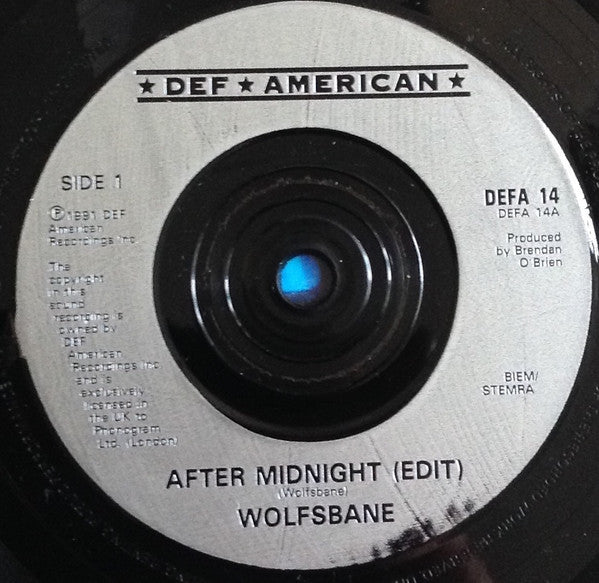 ★ DEF ★ AMERICAN ★
SIDE 1
℗ 1991 DEF
American
Recordings Inc.
The
copyright
in this
sound
recording is
owned by
DEF
American
Recordings Inc.
and is
exclusively
licensed in
the UK to
Phonogram
Ltd. (London)
DEFA 14
DEFA 14A
Produced
by Brendan
O'Brien
BIEM/
STEMRA
AFTER MIDNIGHT (EDIT)
(Wolfsbane)
WOLFSBANE